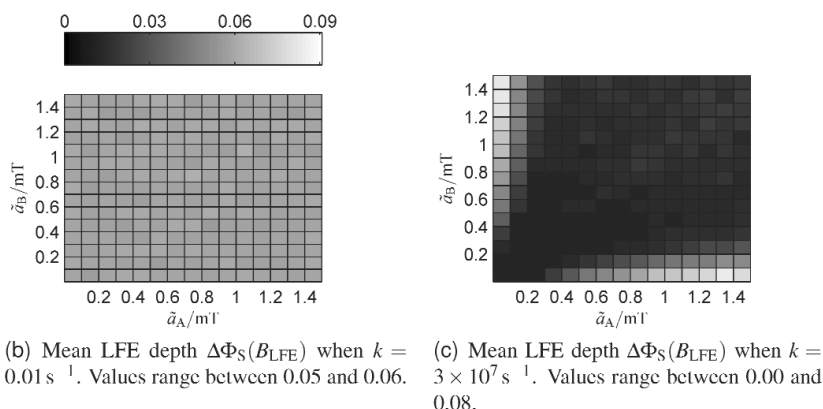 0 0.03 0.06 0.09
1.4
1.2
1
0.8
0.6
0.4
0.2
ãB/mT
0.2 0.4 0.6 0.8 1 1.2 1.4
ãA/mT
(b) Mean LFE depth ΔΦS(BLFE) when k =
0.01 s 1. Values range between 0.05 and 0.06.
1.4
1.2
1
0.8
0.6
0.4
0.2
ãB/mT
0.2 0.4 0.6 0.8 1 1.2 1.4
ãA/mT
(c) Mean LFE depth ΔΦS(BLFE) when k =
3 × 10⁷ s 1. Values range between 0.00 and
0.08.